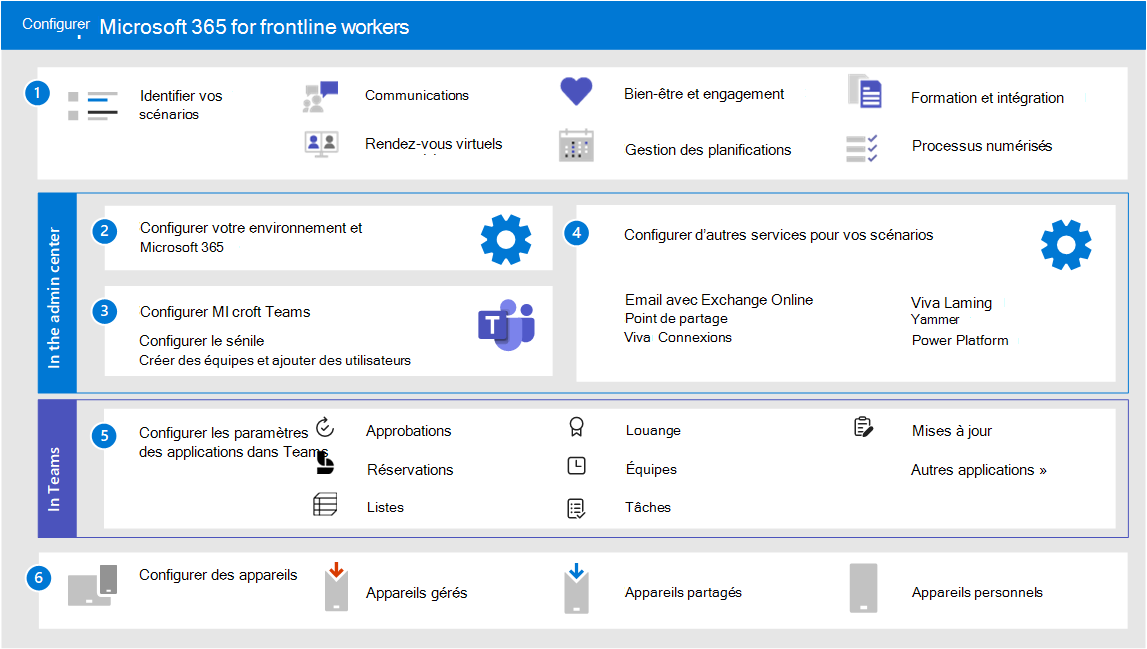 Configurer Microsoft 365 for frontline workers
1
Identifier vos
scénarios
Communications
Bien-être et engagement
Formation et intégration
Rendez-vous virtuels
Gestion des planifications
Processus numérisés
In the admin center
2
Configurer votre environnement et
Microsoft 365
3
Configurer MI croft Teams
Configurer le sénile
Créer des équipes et ajouter des utilisateurs
T
4
Configurer d'autres services pour vos scénarios
Email avec Exchange Online
Point de partage
Viva Connexions
Viva Laming
Yammer
Power Platform
In Teams
5
Configurer les paramètres
des applications dans Teams
Approbations
Louange
Mises à jour
Réservations
Équipes
Autres applications »
Listes
Tâches
6
Configurer des appareils
Appareils gérés
Appareils partagés
Appareils personnels